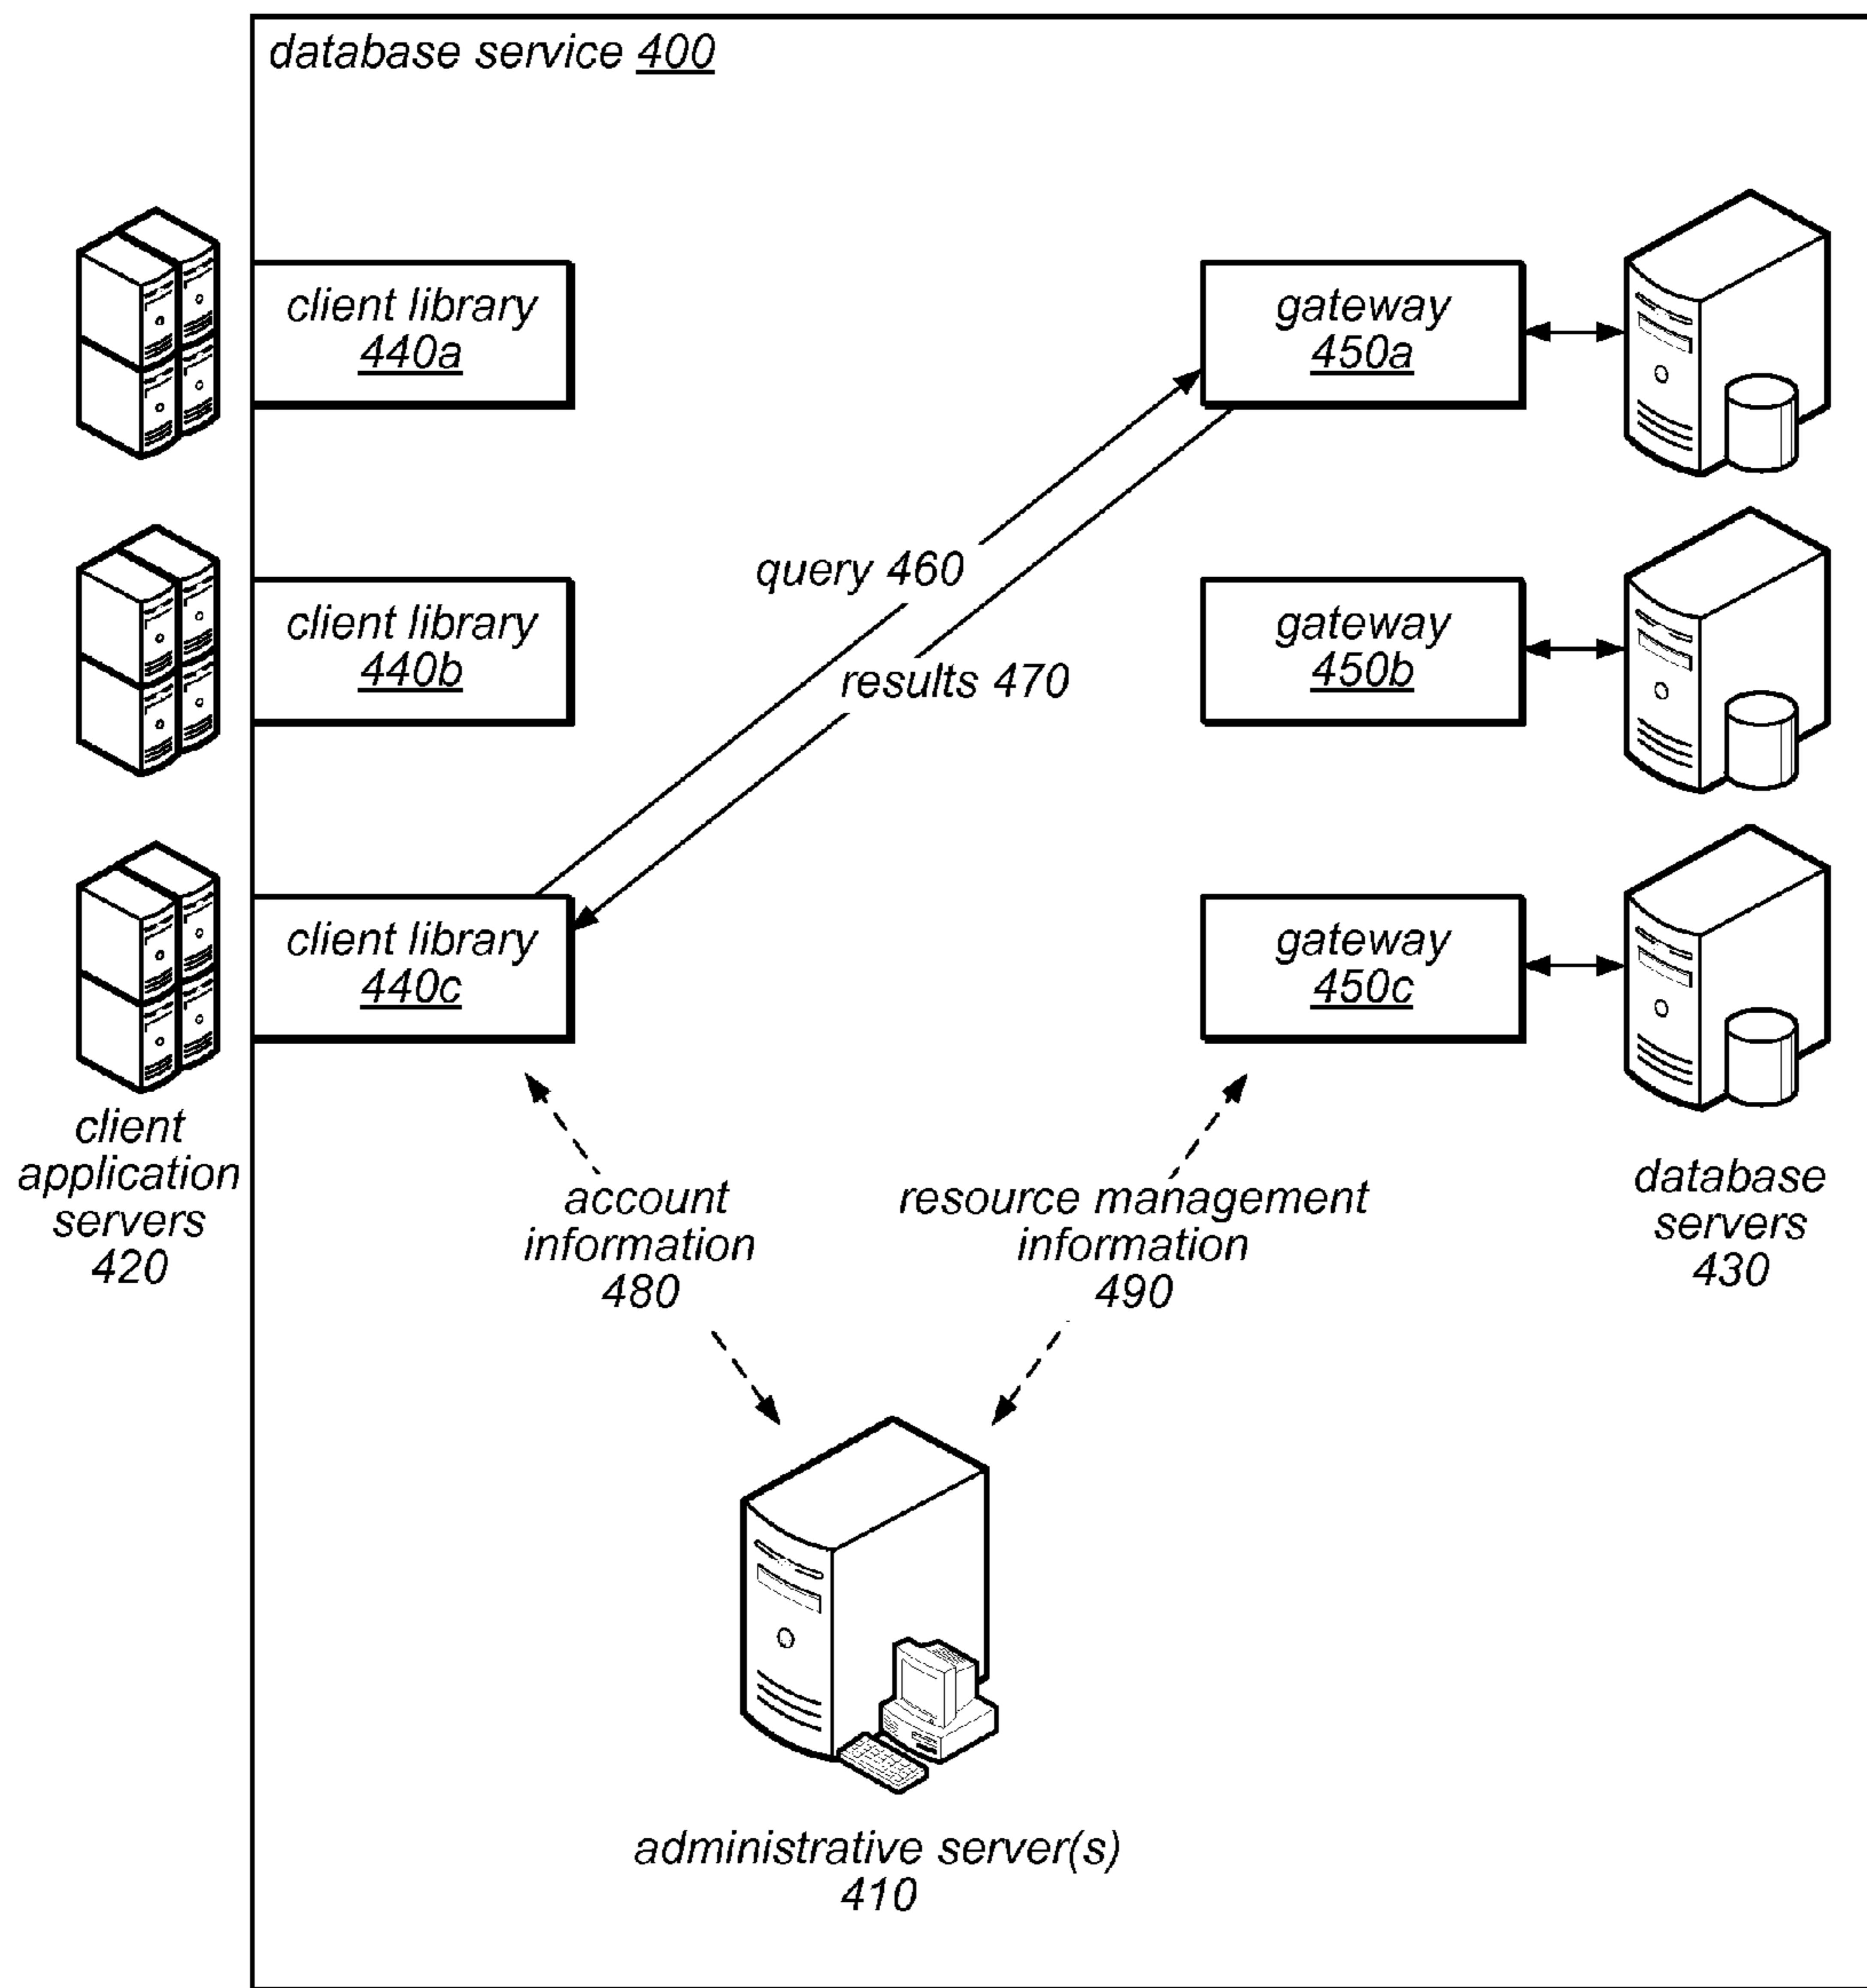 database service 400
client library
440a
gateway
450a
query 460
client library
440b
gateway
450b
results 470
client library
440c
gateway
450c
client
application
servers
420
account
information
480
resource management
information
490
database
servers
430
administrative server(s)
410